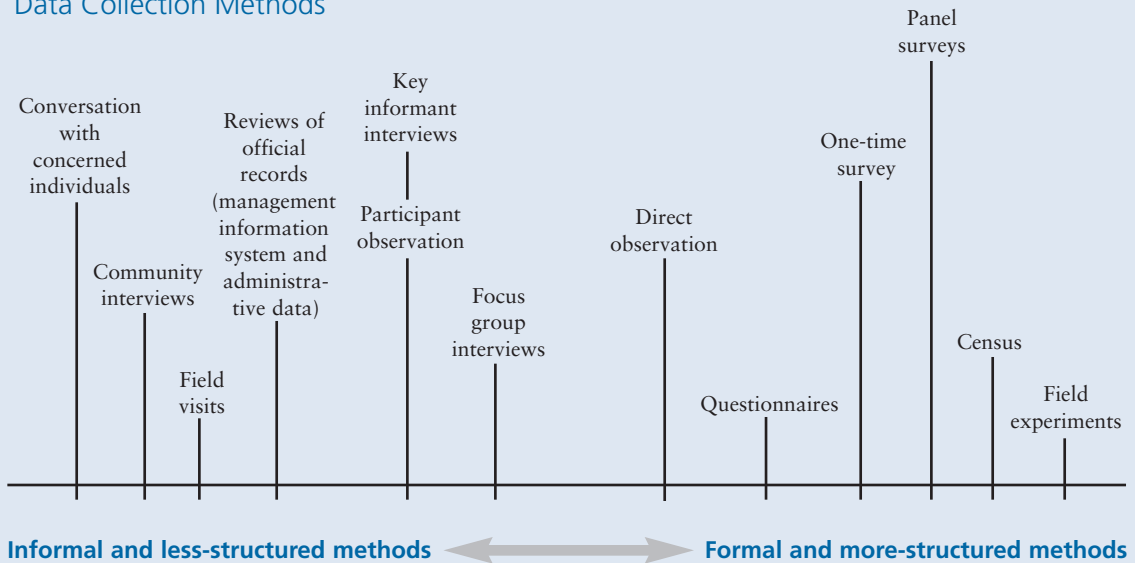 Data Collection Methods
Conversation
with
concerned
individuals
Community
interviews
Field
visits
Reviews of
official
records
(management
information
system and
administra-
tive data)
Key
informant
interviews
Participant
observation
Focus
group
interviews
Direct
observation
Questionnaires
One-time
survey
Panel
surveys
Census
Field
experiments
Informal and less-structured methods
Formal and more-structured methods